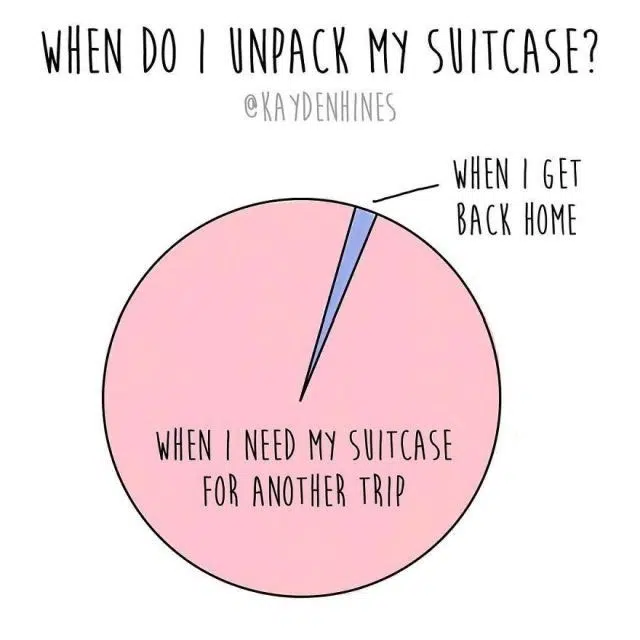 WHEN DO I UNPACK MY SUITCASE?
@KAYDENHINES
WHEN I GET
BACK HOME
WHEN I NEED MY SUITCASE
FOR ANOTHER TRIP